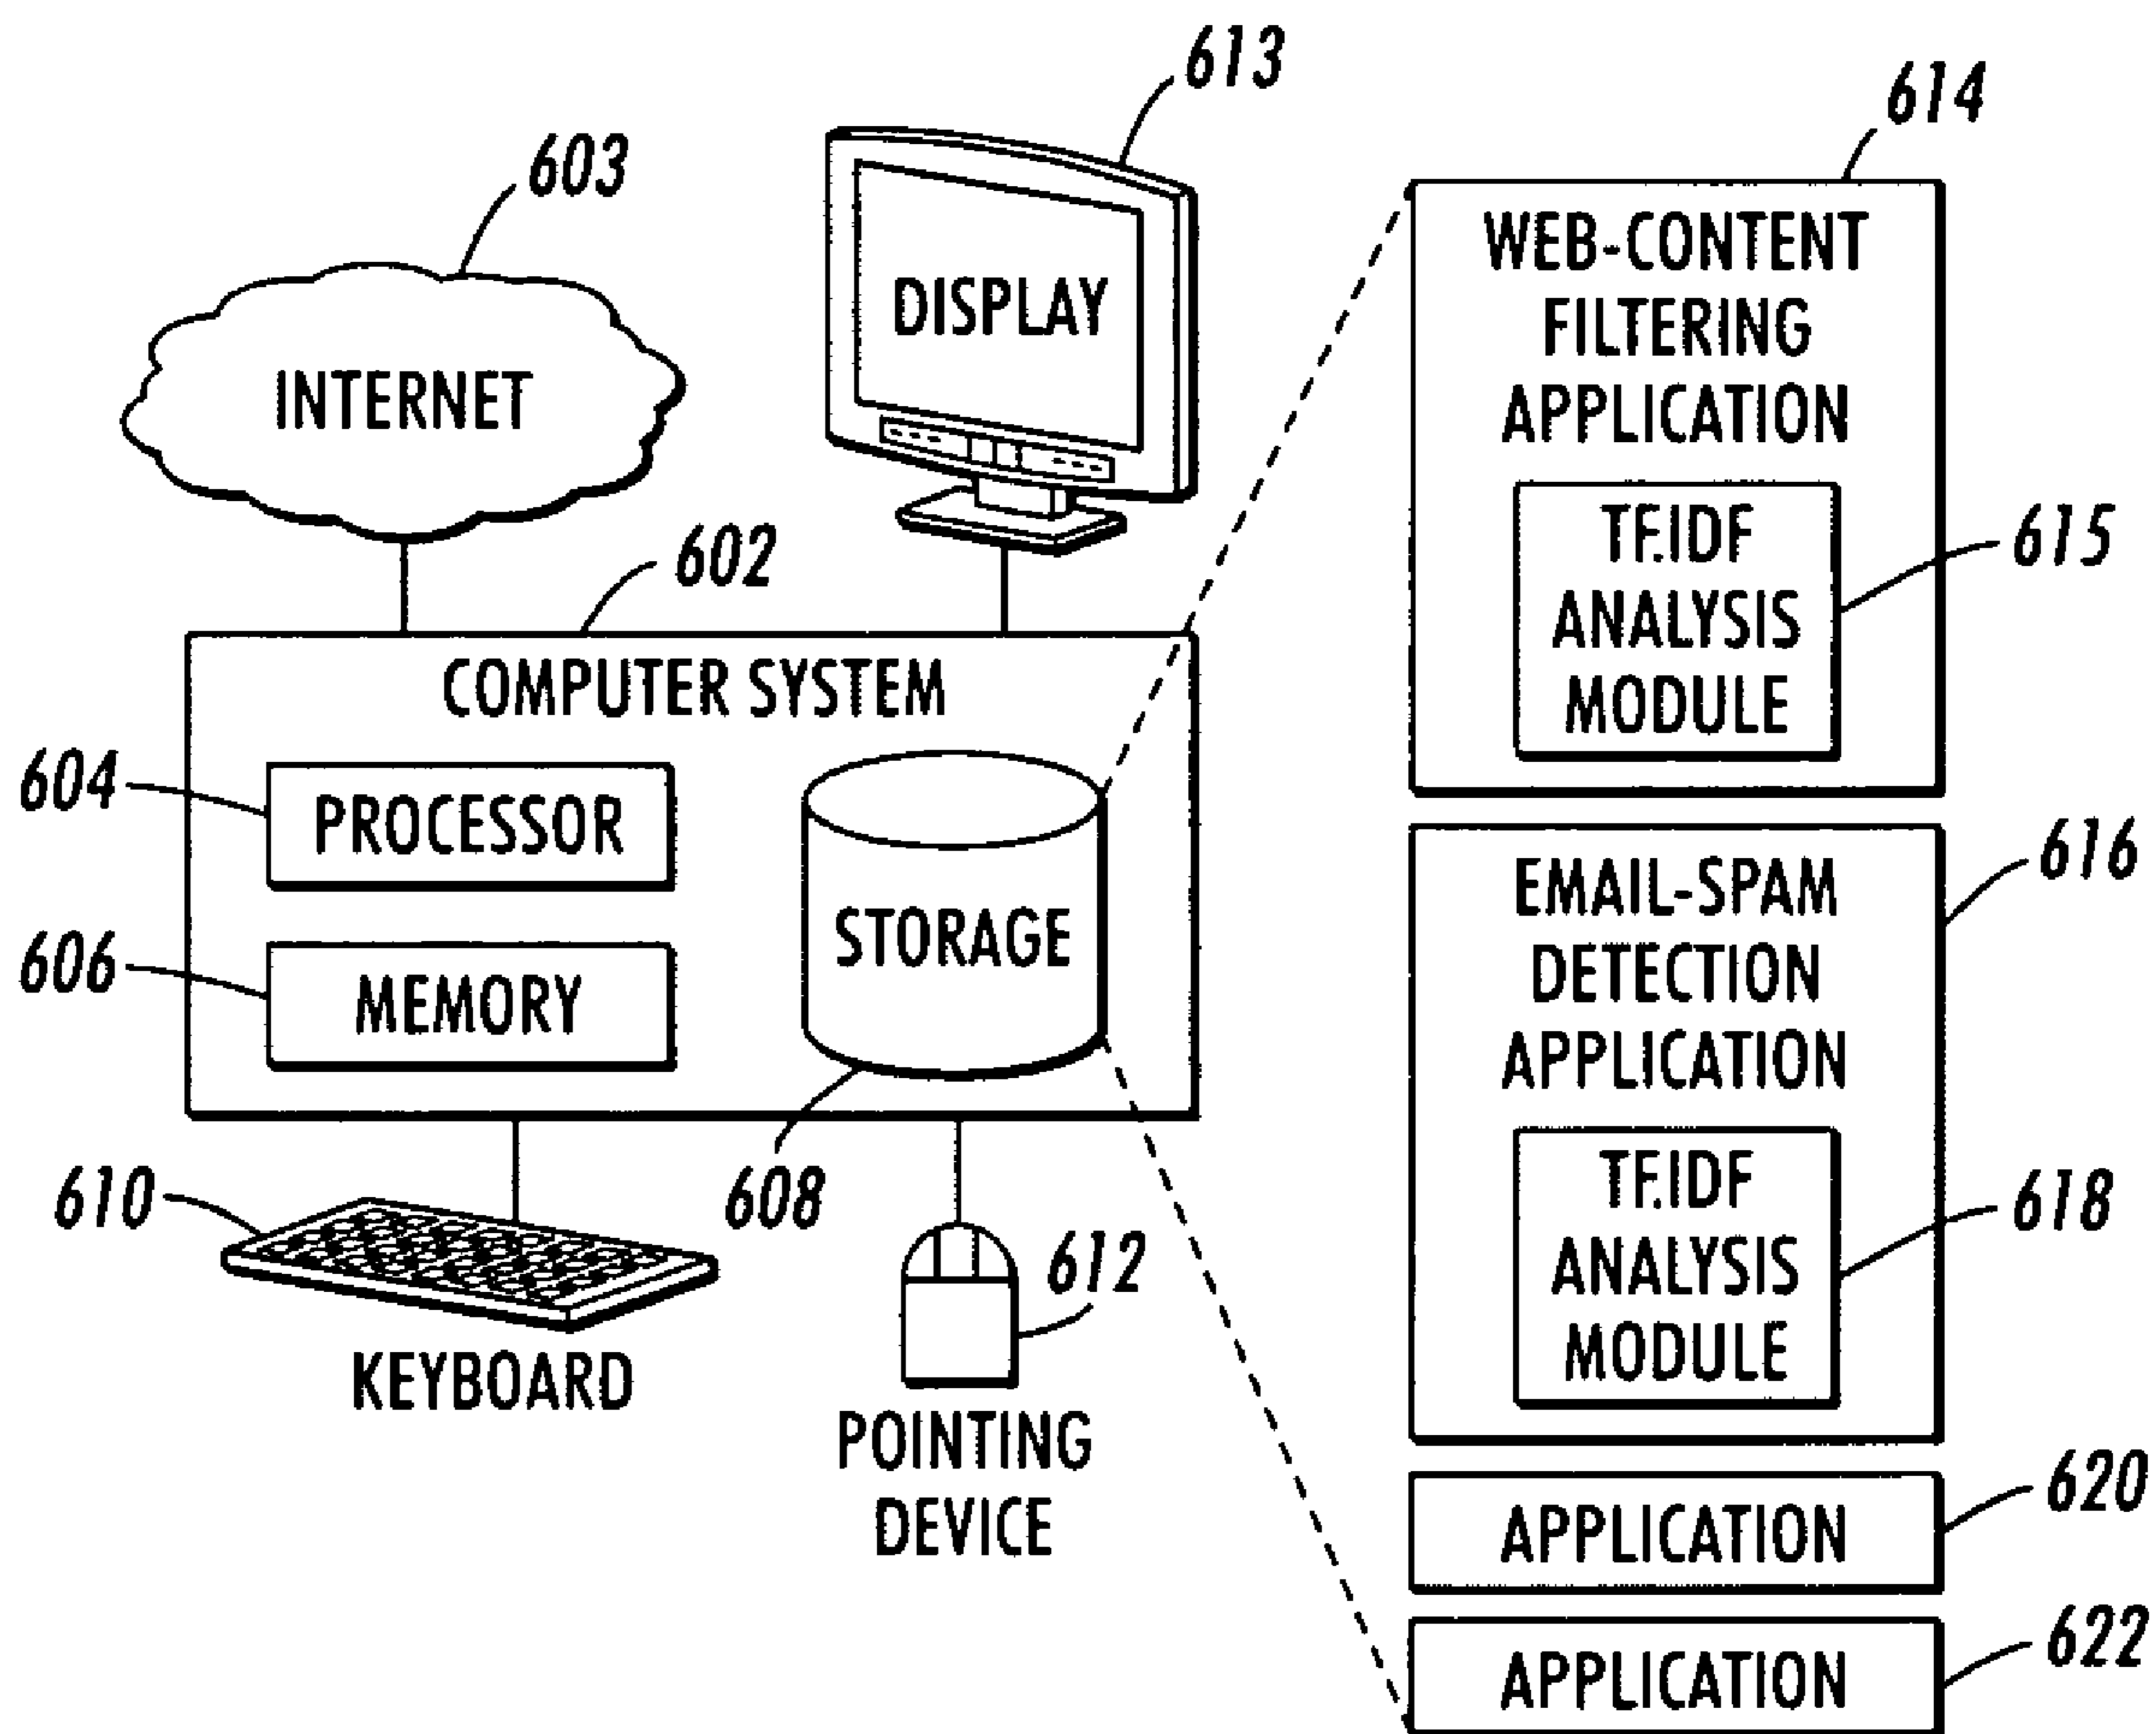 613
614
603
WEB-CONTENT
FILTERING
APPLICATION
DISPLAY
INTERNET
TF.IDF
ANALYSIS
MODULE
615
602
COMPUTER SYSTEM
604
PROCESSOR
606
MEMORY
STORAGE
608
616
EMAIL-SPAM
DETECTION
APPLICATION
TF.IDF
ANALYSIS
MODULE
618
610
KEYBOARD
612
POINTING
DEVICE
APPLICATION
620
APPLICATION
622